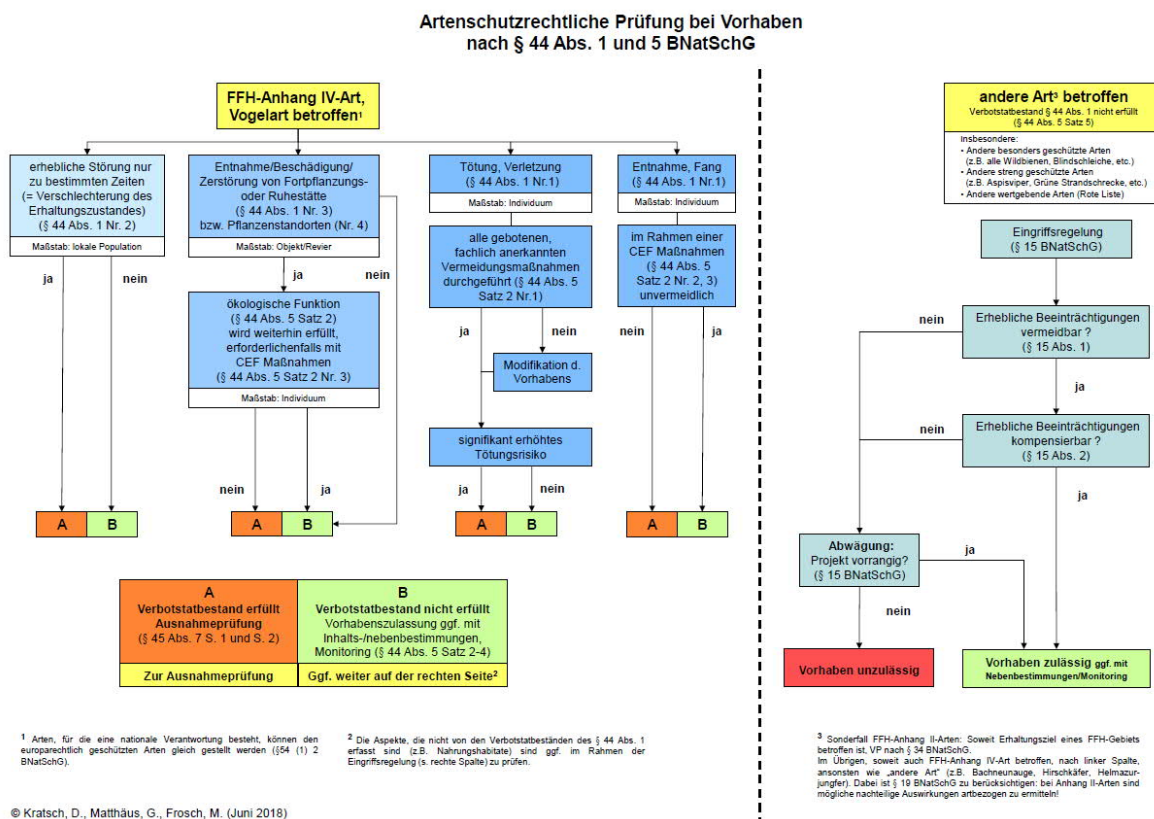 Artenschutzrechtliche Prüfung bei Vorhaben
nach § 44 Abs. 1 und 5 BNatSchG
FFH-Anhang IV-Art,
Vogelart betroffen¹
erhebliche Störung nur
zu bestimmten Zeiten
(= Verschlechterung des
Erhaltungszustandes)
(§ 44 Abs. 1 Nr. 2)
Maßstab: lokale Population
ja
nein
Entnahme/Beschädigung/
Zerstörung von Fortpflanzungs-
oder Ruhestätte
(§ 44 Abs. 1 Nr. 3)
bzw. Pflanzenstandorten (Nr. 4)
Maßstab: Objekt/Revier
ja
nein
ökologische Funktion
(§ 44 Abs. 5 Satz 2)
wird weiterhin erfüllt,
erforderlichenfalls mit
CEF Maßnahmen
(§ 44 Abs. 5 Satz 2 Nr. 3)
Maßstab: Individuum
nein
ja
Tötung, Verletzung
(§ 44 Abs. 1 Nr.1)
Maßstab: Individuum
alle gebotenen,
fachlich anerkannten
Vermeidungsmaßnahmen
durchgeführt (§ 44 Abs. 5
Satz 2 Nr.1)
ja
nein
Modifikation d.
Vorhabens
signifikant erhöhtes
Tötungsrisiko
ja
nein
Entnahme, Fang
(§ 44 Abs. 1 Nr.1)
Maßstab: Individuum
im Rahmen einer
CEF Maßnahmen
(§ 44 Abs. 5
Satz 2 Nr. 2, 3)
unvermeidlich
nein
ja
A B
A B
A B
A B
A
Verbotstatbestand erfüllt
Ausnahmeprüfung
(§ 45 Abs. 7 S. 1 und S. 2)
Zur Ausnahmeprüfung
B
Verbotstatbestand nicht erfüllt
Vorhabenszulassung ggf. mit
Inhalts-/nebenbestimmungen,
Monitoring (§ 44 Abs. 5 Satz 2-4)
Ggf. weiter auf der rechten Seite²
¹ Arten, für die eine nationale Verantwortung besteht, können den
europarechtlich geschützten Arten gleich gestellt werden (§54 (1) 2
BNatSchG).
² Die Aspekte, die nicht von den Verbotstatbeständen des § 44 Abs. 1
erfasst sind (z.B. Nahrungshabitate) sind ggf. im Rahmen der
Eingriffsregelung (s. rechte Spalte) zu prüfen.
© Kratsch, D., Matthäus, G., Frosch, M. (Juni 2018)
andere Art³ betroffen
Verbotstatbestand § 44 Abs. 1 nicht erfüllt
(§ 44 Abs. 5 Satz 5)
Insbesondere:
• Andere besonders geschützte Arten
(z.B. alle Wildbienen, Blindschleiche, etc.)
• Andere streng geschützte Arten
(z.B. Aspisviper, Grüne Strandschrecke, etc.)
• Andere wertgebende Arten (Rote Liste)
Eingriffsregelung
(§ 15 BNatSchG)
nein
Erhebliche Beeinträchtigungen
vermeidbar ?
(§ 15 Abs. 1)
ja
nein
Erhebliche Beeinträchtigungen
kompensierbar ?
(§ 15 Abs. 2)
ja
Abwägung:
Projekt vorrangig?
(§ 15 BNatSchG)
ja
nein
Vorhaben unzulässig
Vorhaben zulässig ggf. mit
Nebenbestimmungen/Monitoring
³ Sonderfall FFH-Anhang II-Arten: Soweit Erhaltungsziel eines FFH-Gebiets
betroffen ist, VP nach § 34 BNatSchG.
Im Übrigen, soweit auch FFH-Anhang IV-Art betroffen, nach linker Spalte,
ansonsten wie „andere Art" (z.B. Bachneunauge, Hirschkäfer, Helmazur-
jungfer). Dabei ist § 19 BNatSchG zu berücksichtigen: bei Anhang II-Arten sind
mögliche nachteilige Auswirkungen artbezogen zu ermitteln!